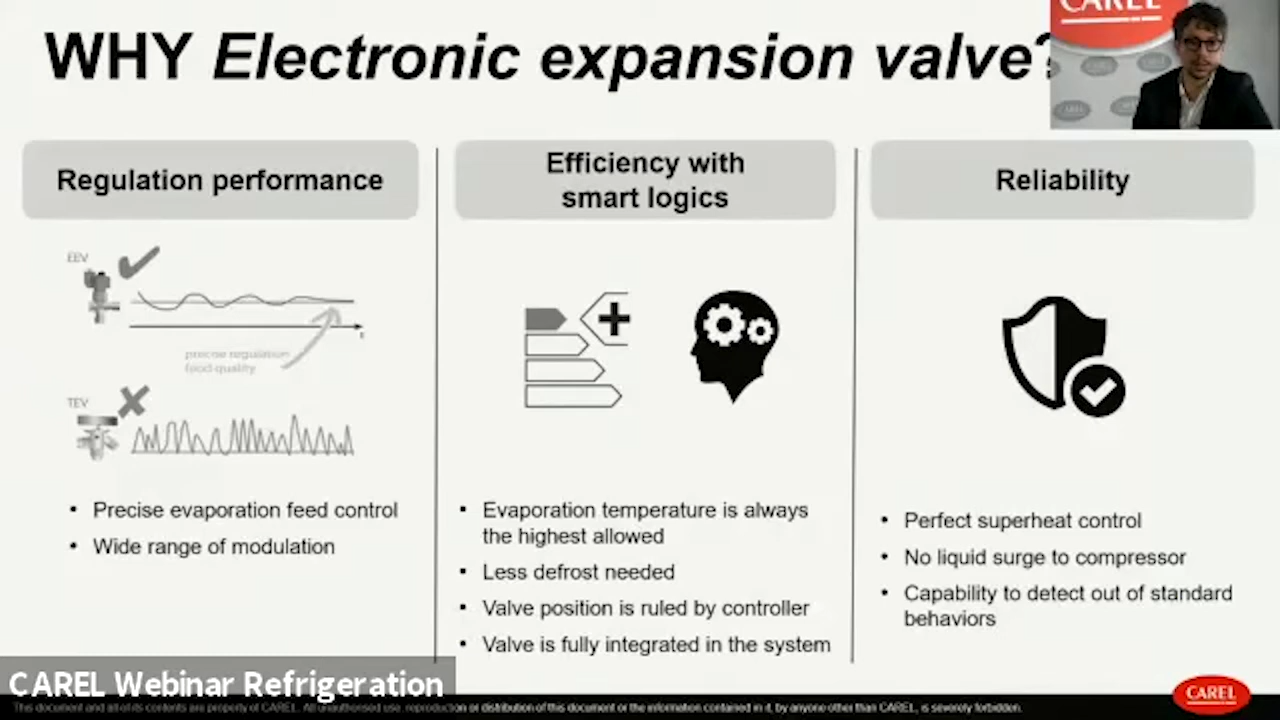 WHY Electronic expansion valve?
CAREL
CAREL
CAREL
CAREL
Regulation performance
Efficiency with
smart logics
Reliability
EEV
t
precise regulation
food quality
TEV
• Precise evaporation feed control
• Wide range of modulation
• Evaporation temperature is always
the highest allowed
• Less defrost needed
• Valve position is ruled by controller
• Valve is fully integrated in the system
• Perfect superheat control
• No liquid surge to compressor
• Capability to detect out of standard
behaviors
CAREL Webinar Refrigeration
CAREL
This document and all of its contents are property of CAREL. All unauthorised use, reproduction or distribution of this document or the information contained in it, by anyone other than CAREL, is severely forbidden.